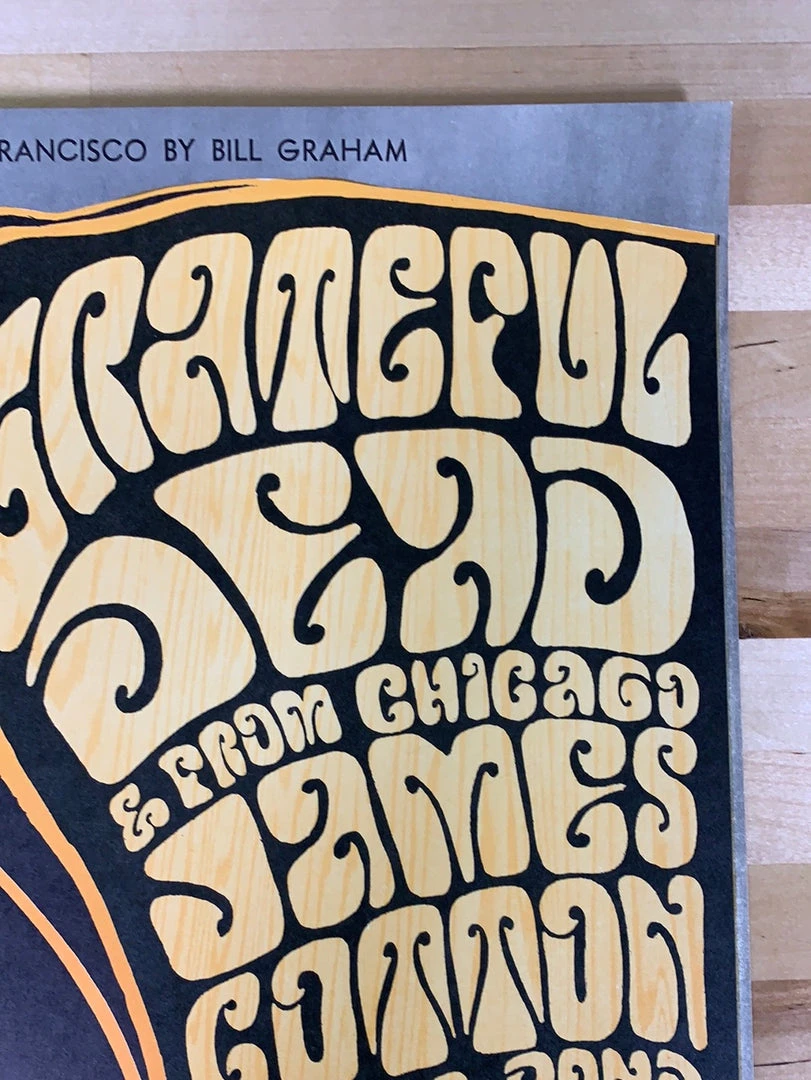 RANCISCO BY BILL GRAHAM
GRATEFUL
DEAD
& FROM CHICAGO
JAMES
COTTON